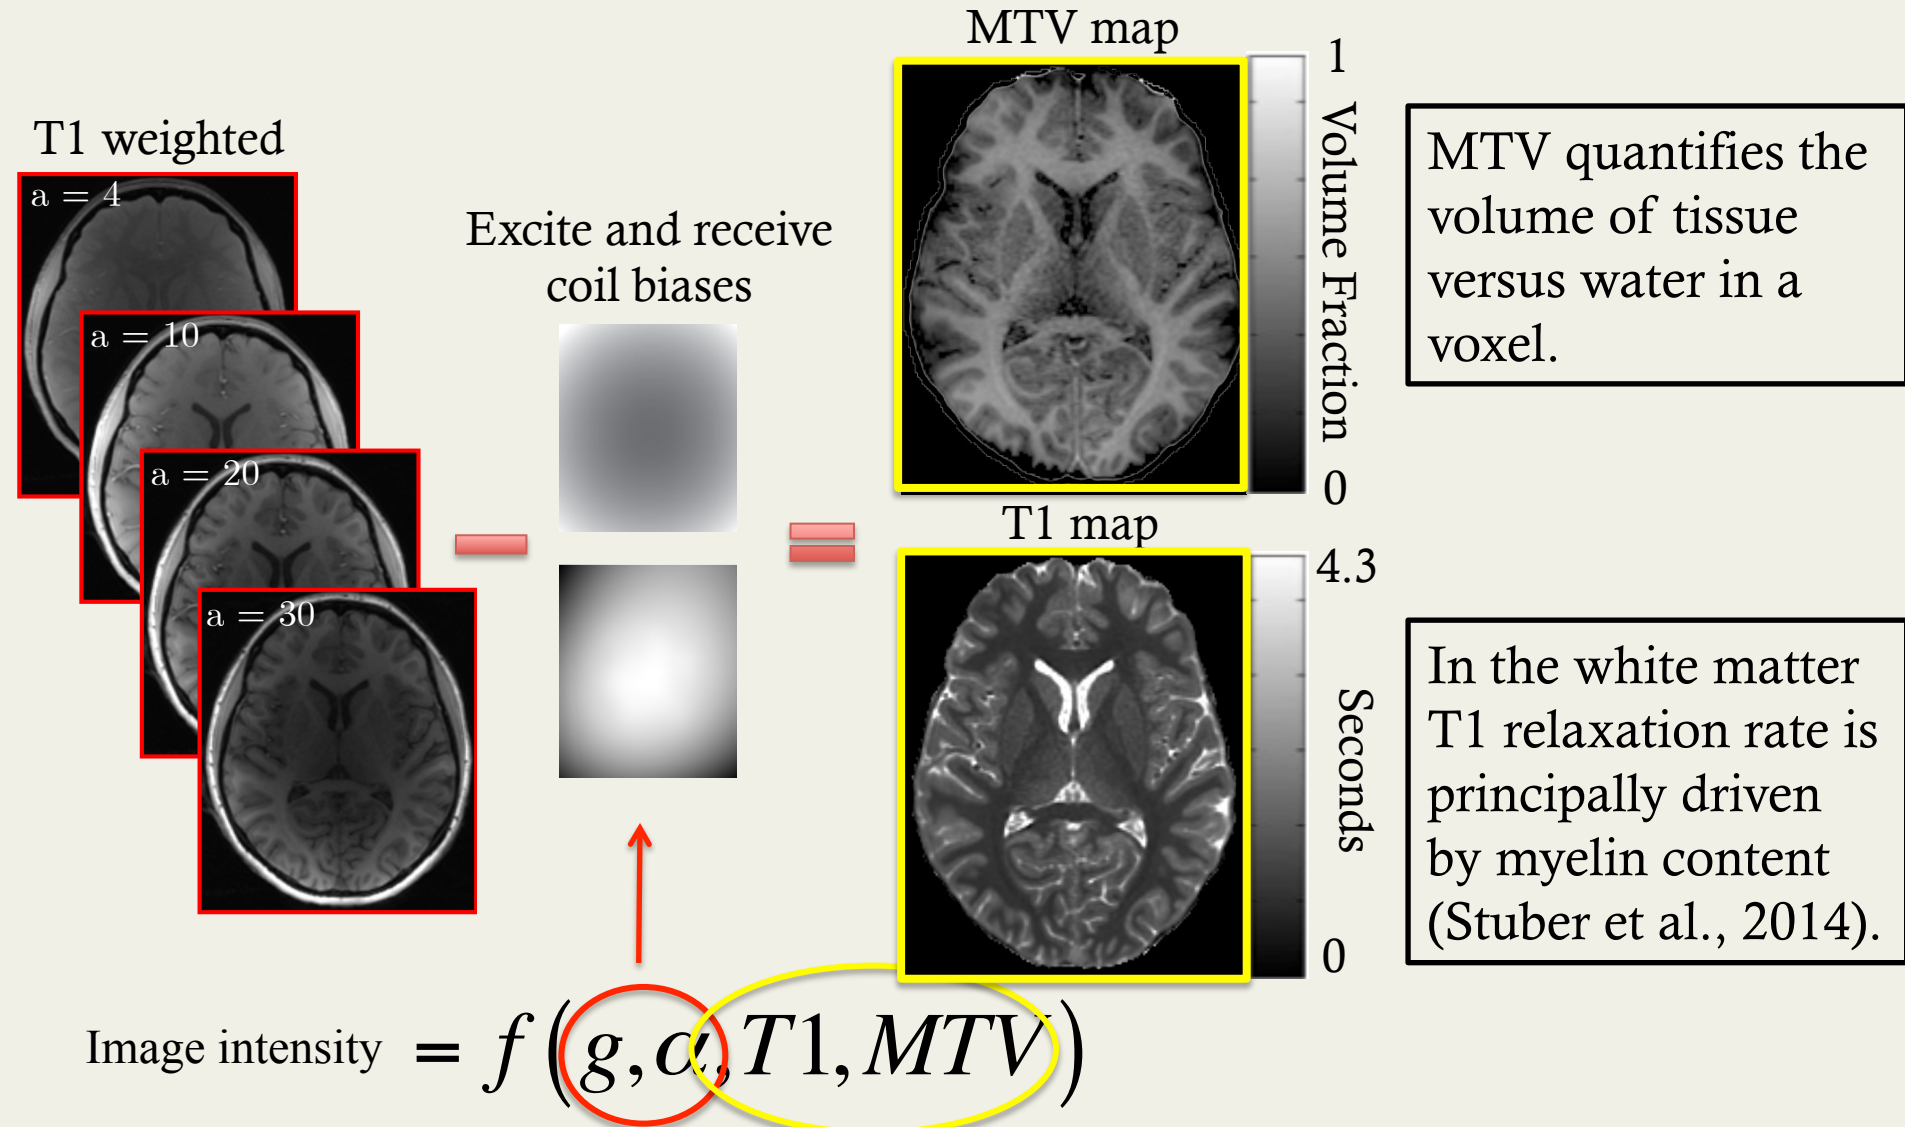 T1 weighted
a = 4
a = 10
a = 20
a = 30
Excite and receive
coil biases
MTV map
1
Volume Fraction
0
MTV quantifies the
volume of tissue
versus water in a
voxel.
T1 map
4.3
Seconds
0
In the white matter
T1 relaxation rate is
principally driven
by myelin content
(Stuber et al., 2014).
Image intensity = f(g,α,T1,MTV)